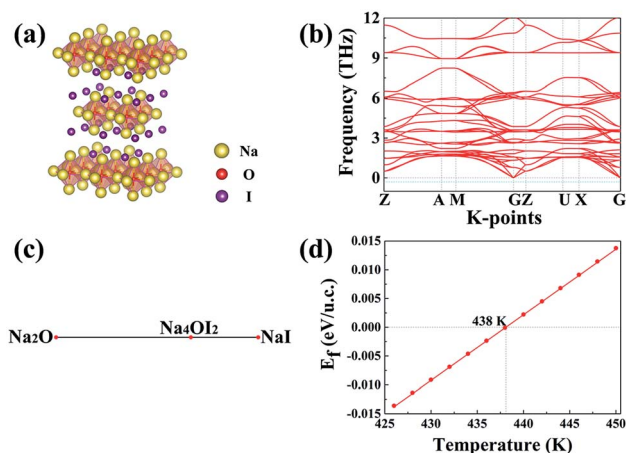 (a)
Na
O
I
(b)
Frequency (THz)
12
9
6
3
0
Z A M G Z U X G
K-points
(c)
Na₂O
Na₄OI₂
NaI
(d)
E_f (eV/u.c.)
0.015
0.010
0.005
0.000
-0.005
-0.010
-0.015
438 K
425 430 435 440 445 450
Temperature (K)